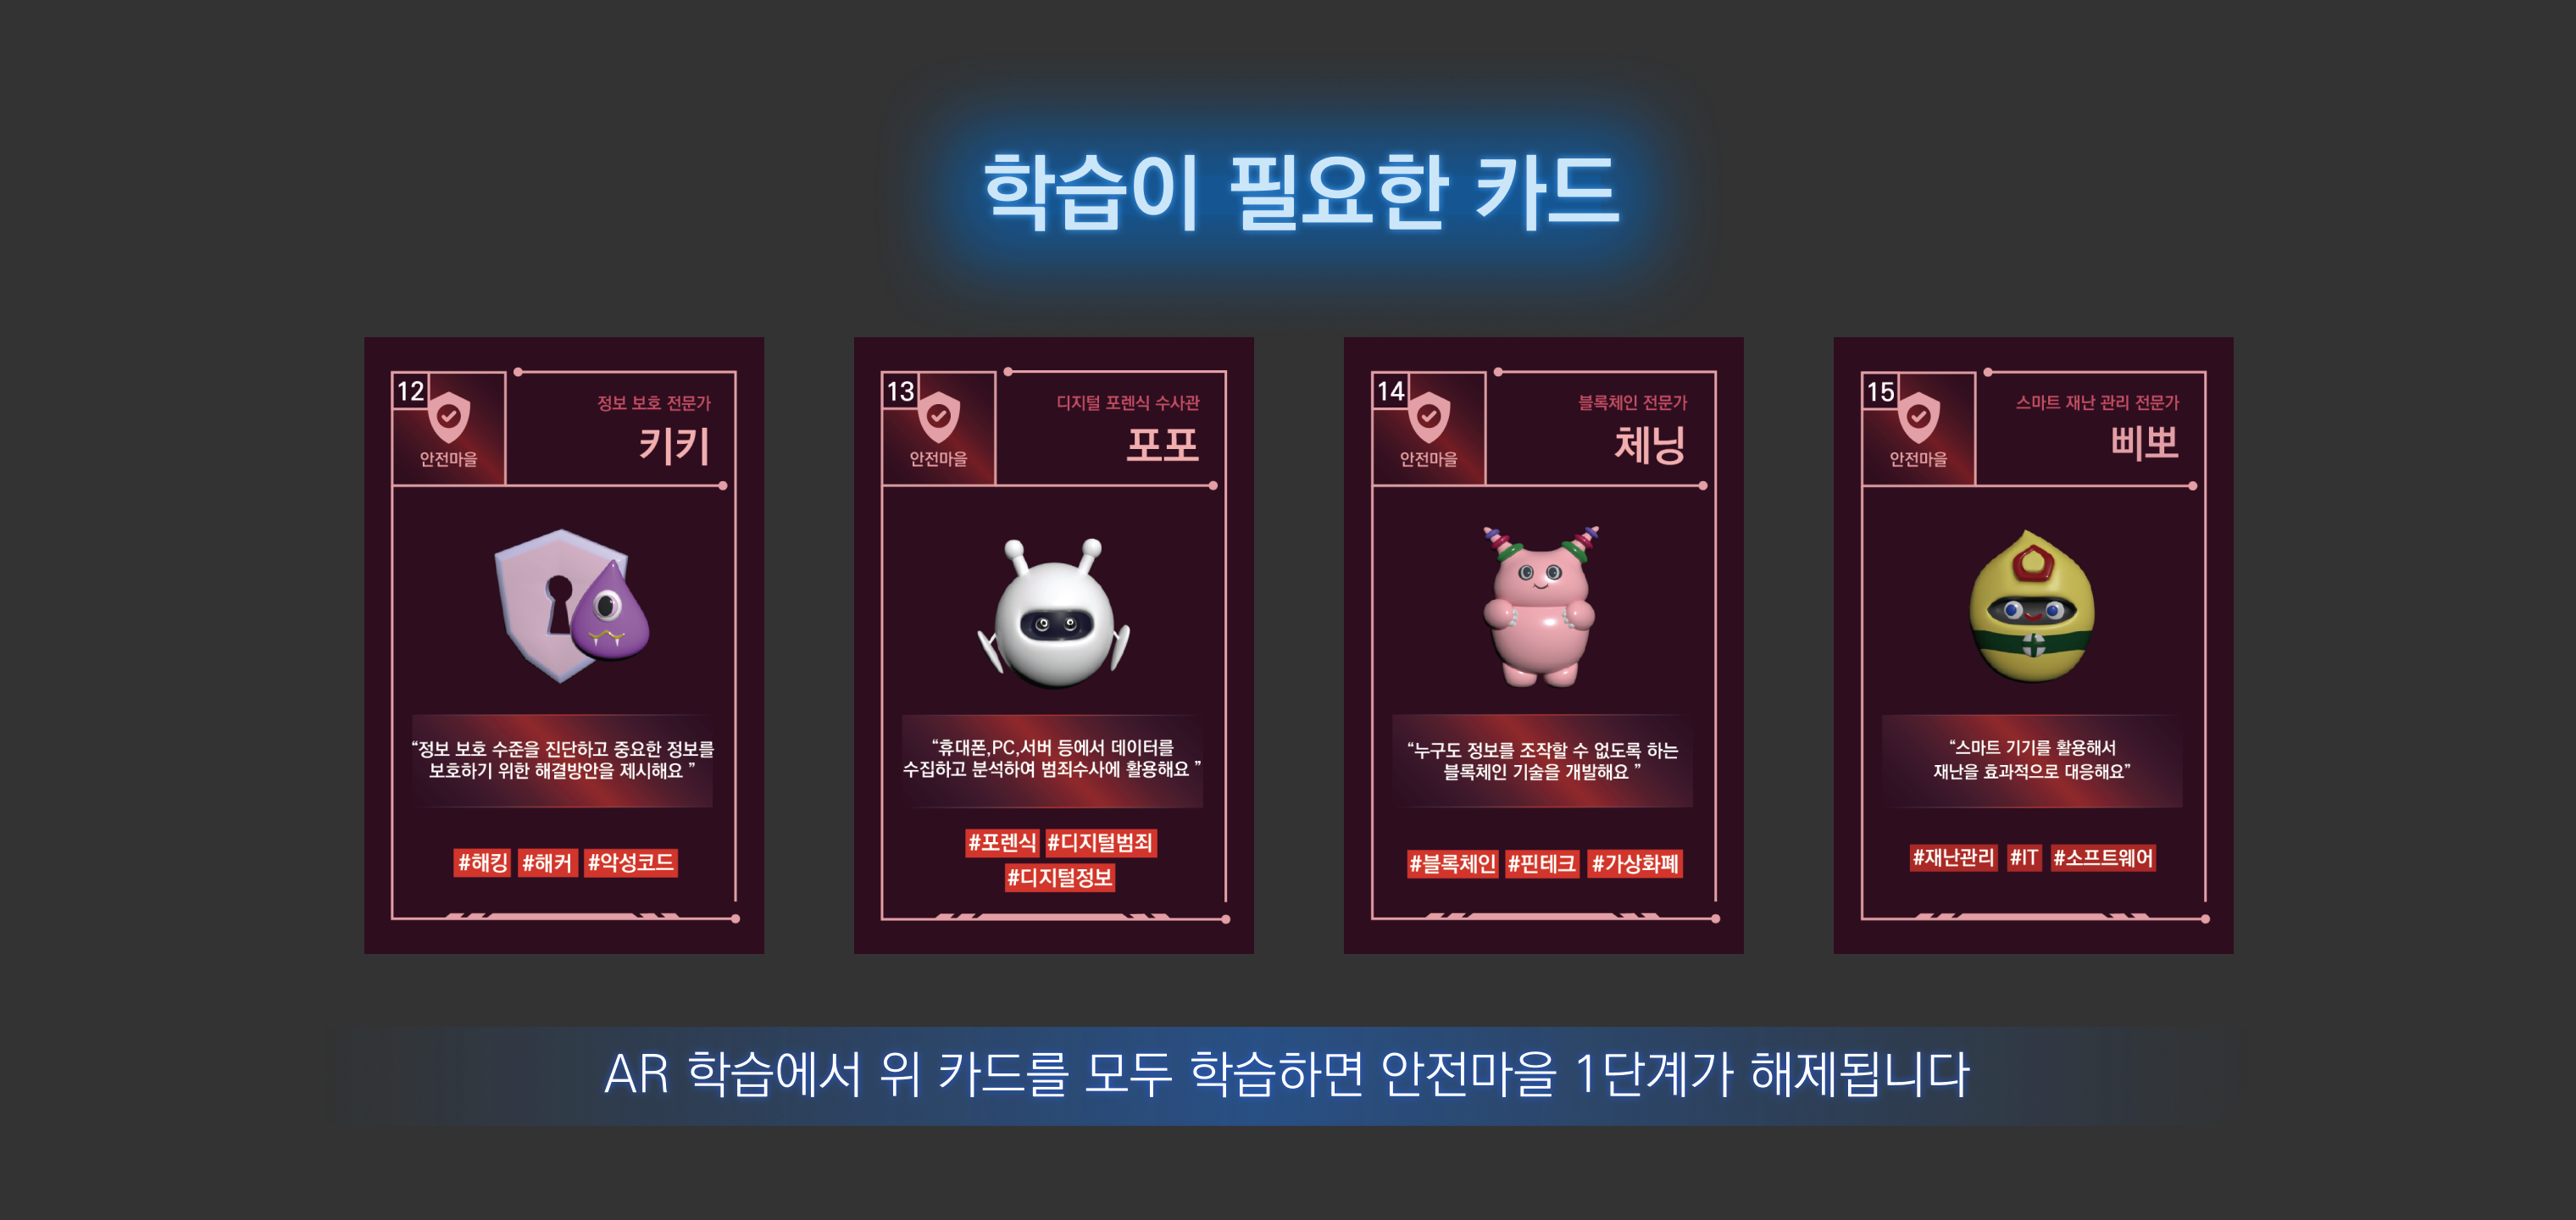 학습이 필요한 카드
12
안전마을
정보 보호 전문가
키키
“정보 보호 수준을 진단하고 중요한 정보를
보호하기 위한 해결방안을 제시해요 ”
#해킹 #해커 #악성코드
13
안전마을
디지털 포렌식 수사관
포포
“휴대폰,PC,서버 등에서 데이터를
수집하고 분석하여 범죄수사에 활용해요 ”
#포렌식 #디지털범죄
#디지털정보
14
안전마을
블록체인 전문가
체닝
“누구도 정보를 조작할 수 없도록 하는
블록체인 기술을 개발해요 ”
#블록체인 #핀테크 #가상화폐
15
안전마을
스마트 재난 관리 전문가
삐뽀
“스마트 기기를 활용해서
재난을 효과적으로 대응해요”
#재난관리 #IT #소프트웨어
AR 학습에서 위 카드를 모두 학습하면 안전마을 1단계가 해제됩니다